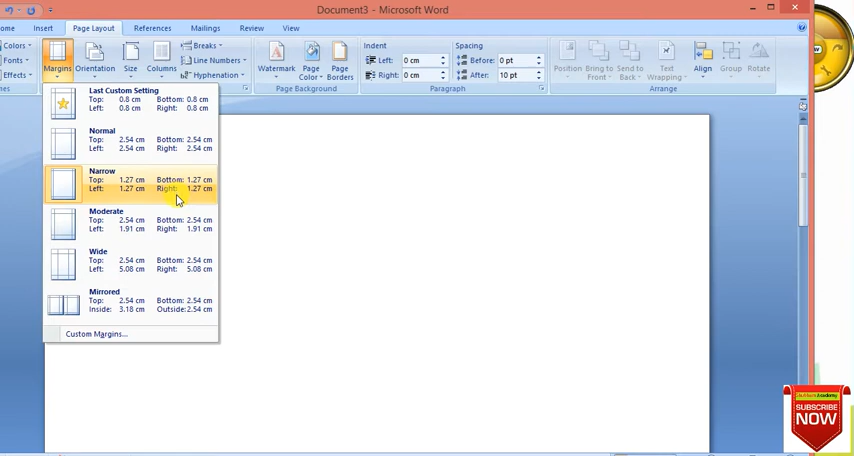 Document3 - Microsoft Word
Insert Page Layout References Mailings Review View
Colors Fonts Effects
Margins Orientation Size Columns
Breaks
Line Numbers
Hyphenation
Watermark Page Color Page Borders
Page Background
Indent
Left: 0 cm
Right: 0 cm
Spacing
Before: 0 pt
After: 10 pt
Paragraph
Position Bring to Front Send to Back Text Wrapping Align Group Rotate
Arrange
Last Custom Setting
Top: 0.8 cm Bottom: 0.8 cm
Left: 0.8 cm Right: 0.8 cm
Normal
Top: 2.54 cm Bottom: 2.54 cm
Left: 2.54 cm Right: 2.54 cm
Narrow
Top: 1.27 cm Bottom: 1.27 cm
Left: 1.27 cm Right: 1.27 cm
Moderate
Top: 2.54 cm Bottom: 2.54 cm
Left: 1.91 cm Right: 1.91 cm
Wide
Top: 2.54 cm Bottom: 2.54 cm
Left: 5.08 cm Right: 5.08 cm
Mirrored
Top: 2.54 cm Bottom: 2.54 cm
Inside: 3.18 cm Outside: 2.54 cm
Custom Margins...
SUBSCRIBE
NOW